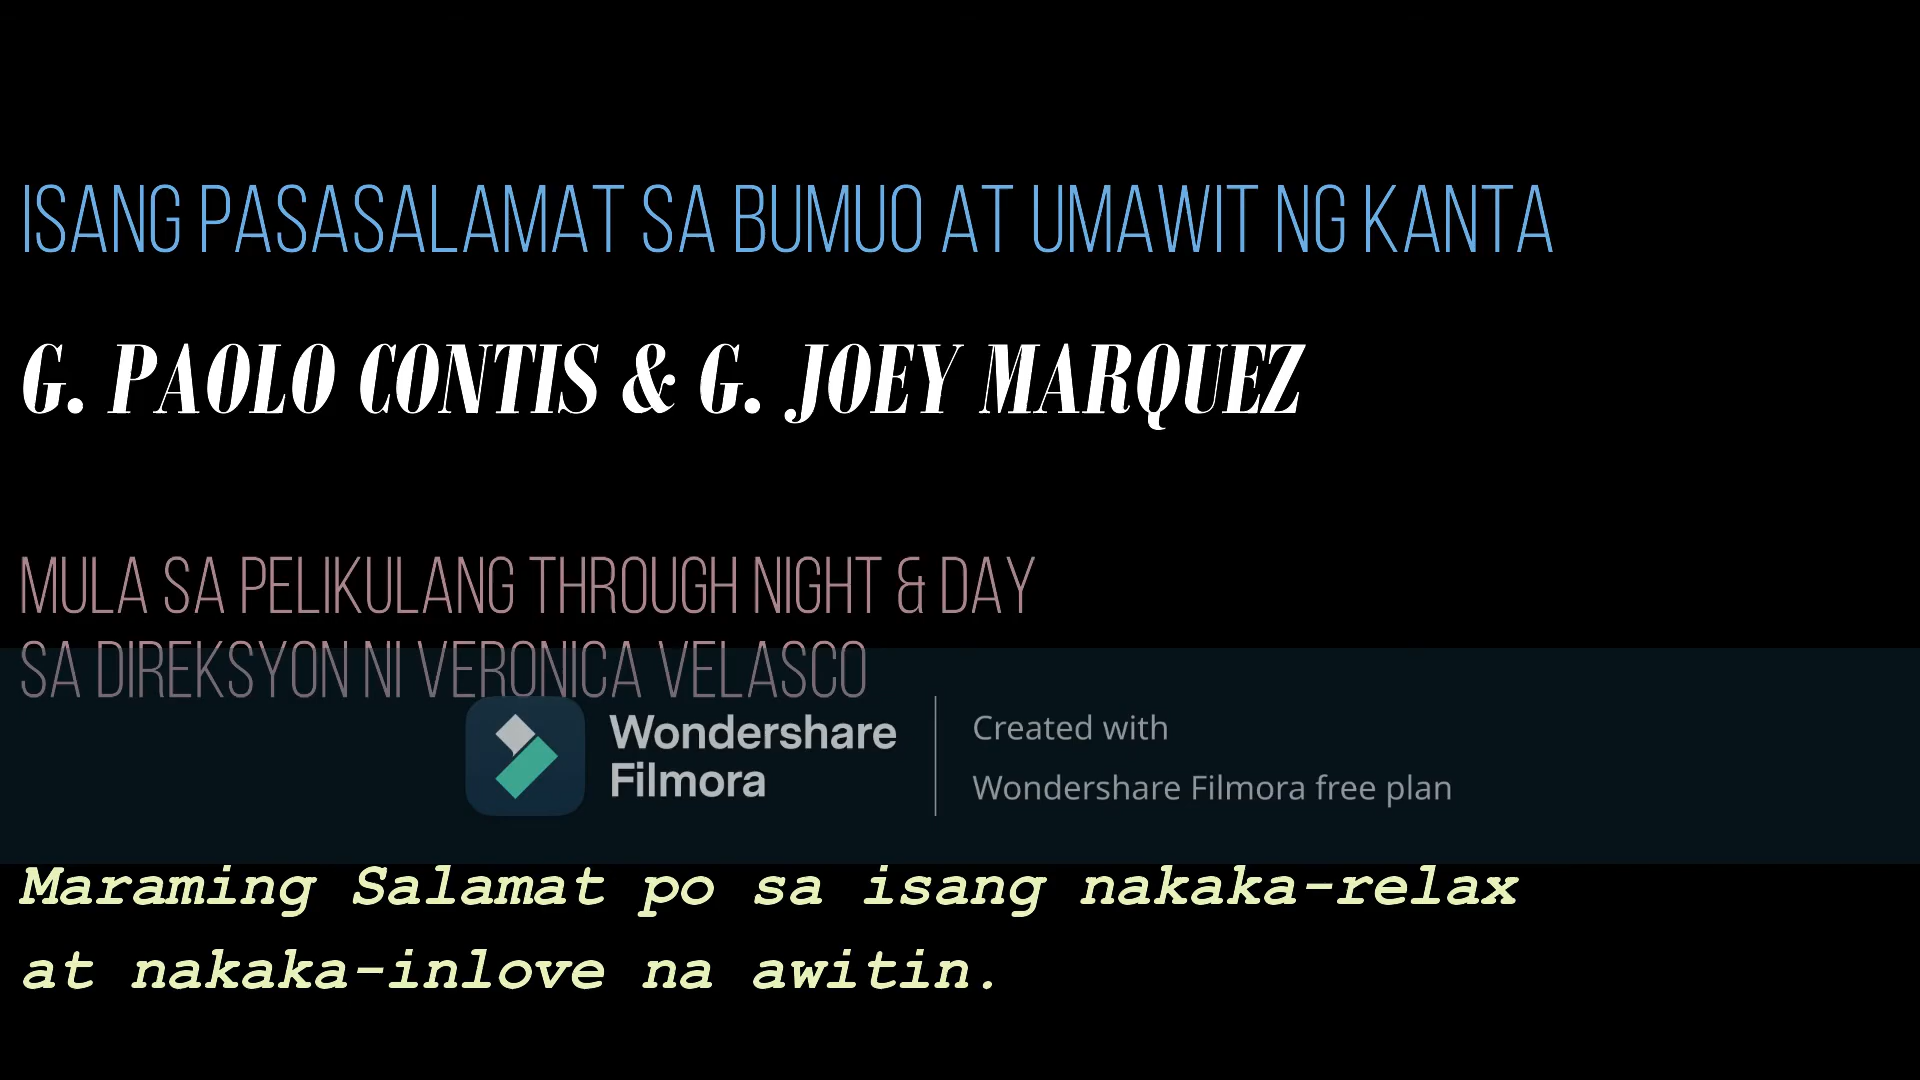 ISANG PASASALAMAT SA BUMUO AT UMAWIT NG KANTA
G. PAOLO CONTIS & G. JOEY MARQUEZ
MULA SA PELIKULANG THROUGH NIGHT & DAY
SA DIREKSYON NI VERONICA VELASCO
Wondershare
Filmora
Created with
Wondershare Filmora free plan
Maraming Salamat po sa isang nakaka-relax
at nakaka-inlove na awitin.